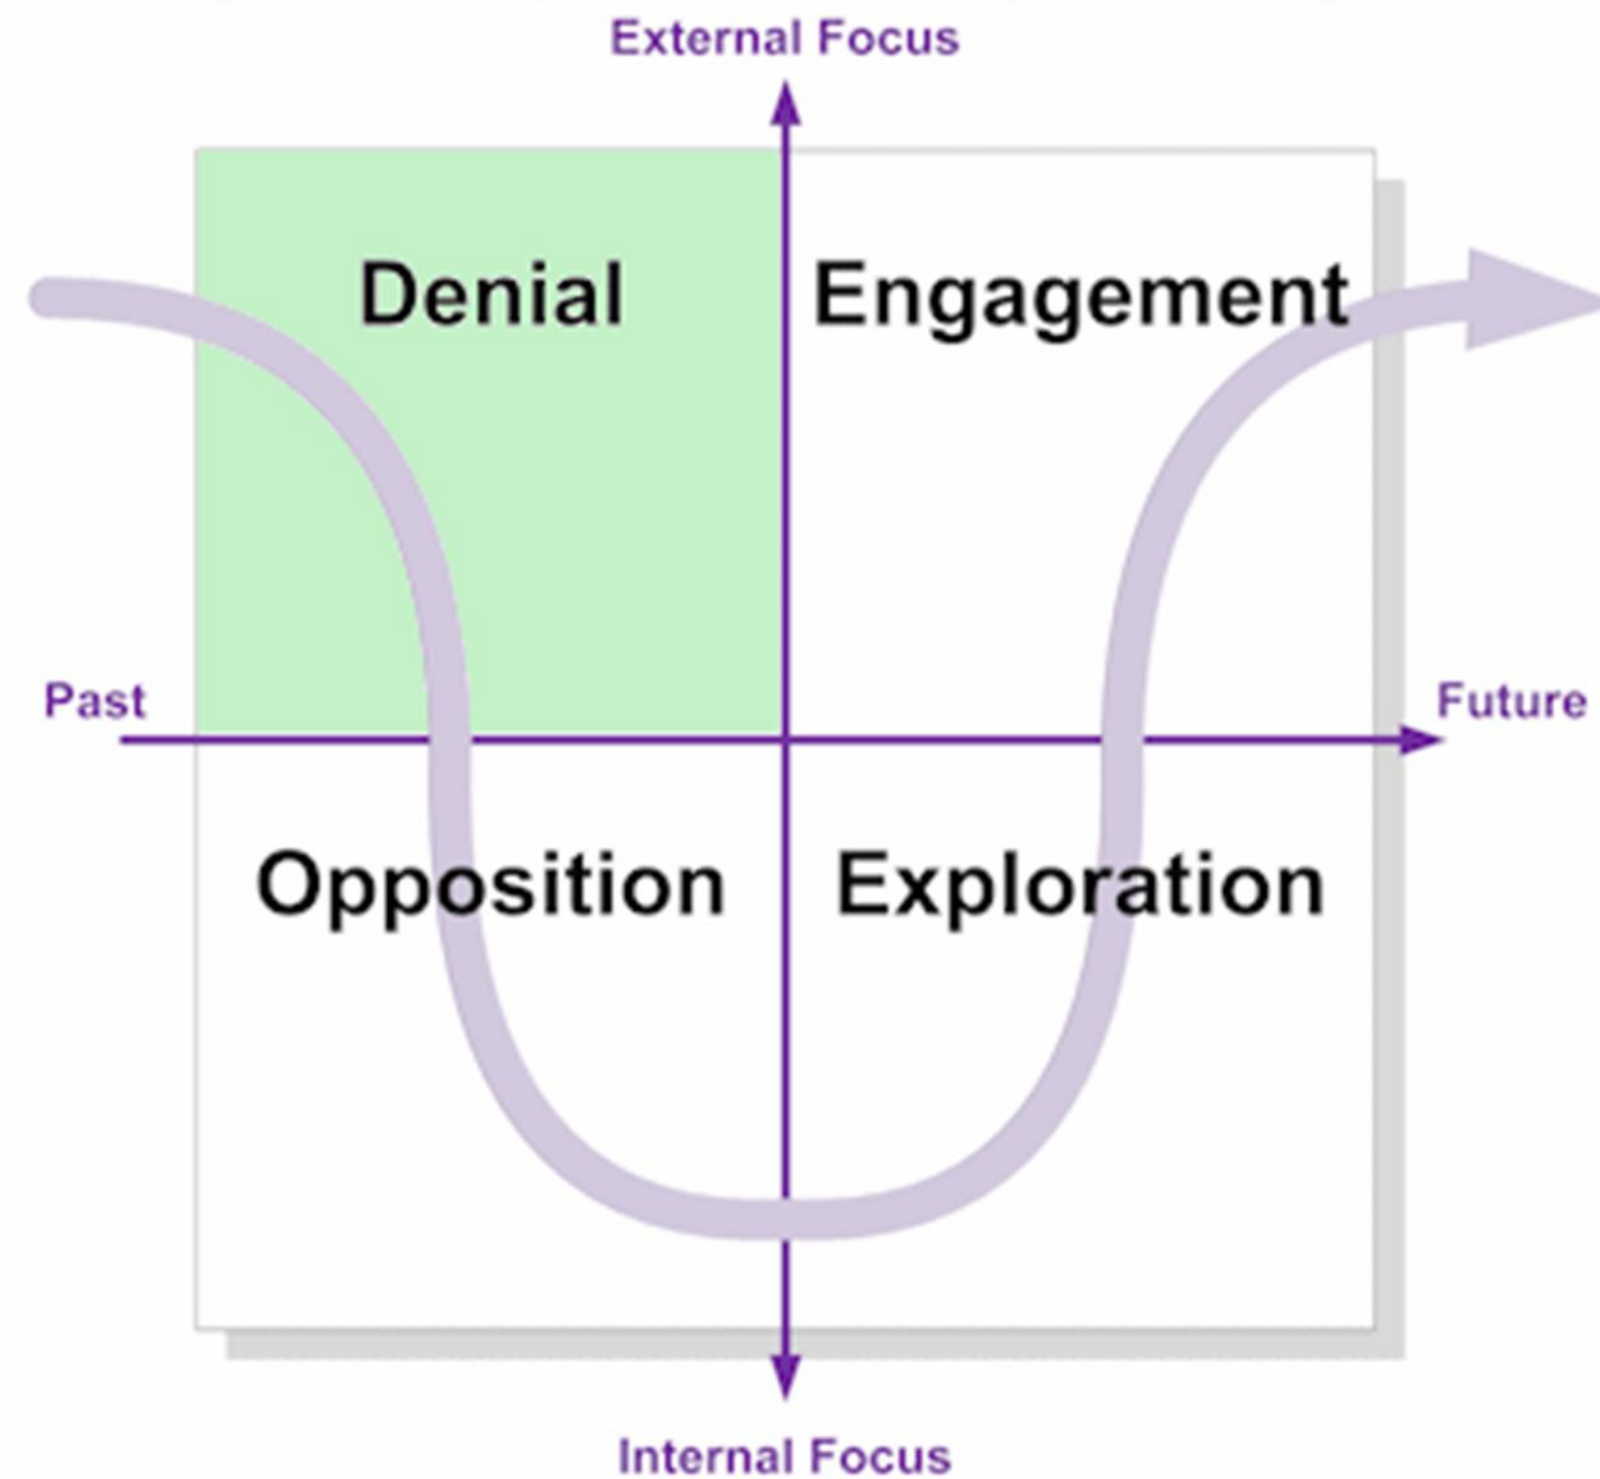 External Focus
Denial
Engagement
Past
Future
Opposition
Exploration
Internal Focus